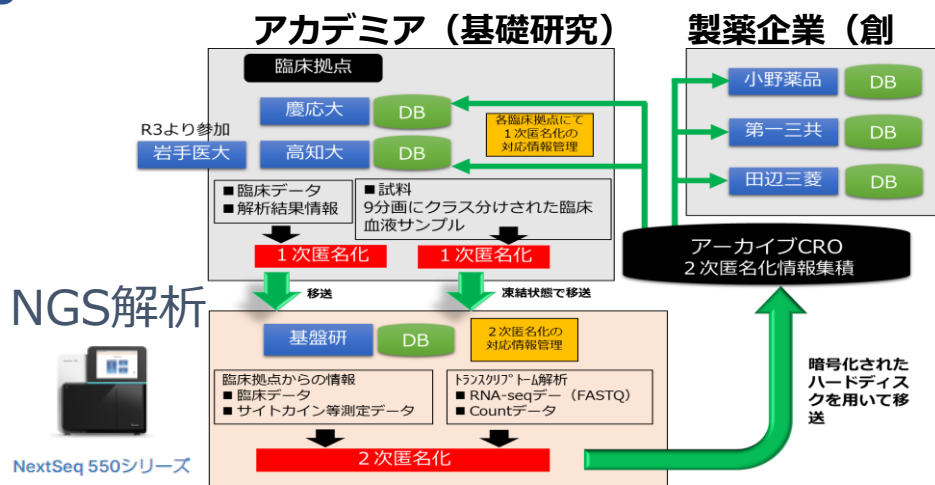 アカデミア（基礎研究）
製薬企業（創
臨床拠点
慶応大
DB
R3より参加
岩手医大
高知大
DB
各臨床拠点にて
１次匿名化の
対応情報管理
小野薬品
DB
第一三共
DB
田辺三菱
DB
■臨床データ
■解析結果情報
■試料
9分画にクラス分けされた臨床
血液サンプル
１次匿名化
１次匿名化
アーカイブCRO
２次匿名化情報集積
移送
凍結状態で移送
NGS解析
基盤研
DB
２次匿名化の
対応情報管理
臨床拠点からの情報
■臨床データ
■サイトカイン等測定データ
ﾄﾗﾝｽｸﾘﾌﾟﾄｰﾑ解析
■RNA-seqデー（FASTQ）
■Countデータ
２次匿名化
暗号化された
ハードディス
クを用いて移
送
NextSeq 550シリーズ